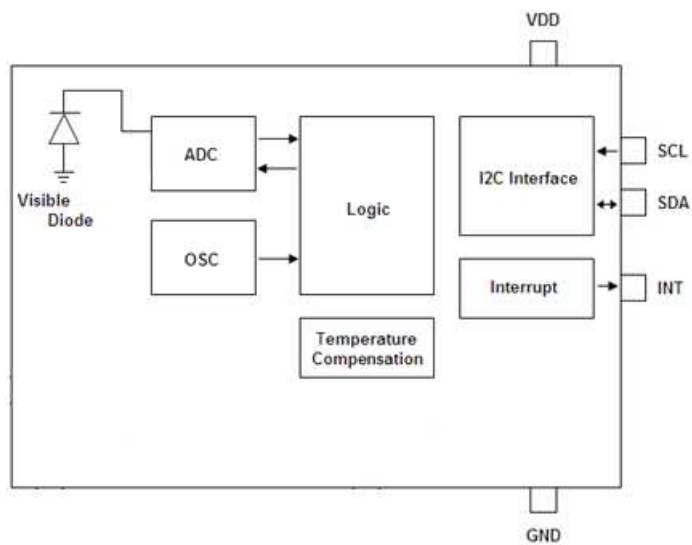 VDD
ADC
Logic
I2C Interface
SCL
SDA
Visible
Diode
OSC
Interrupt
INT
Temperature
Compensation
GND